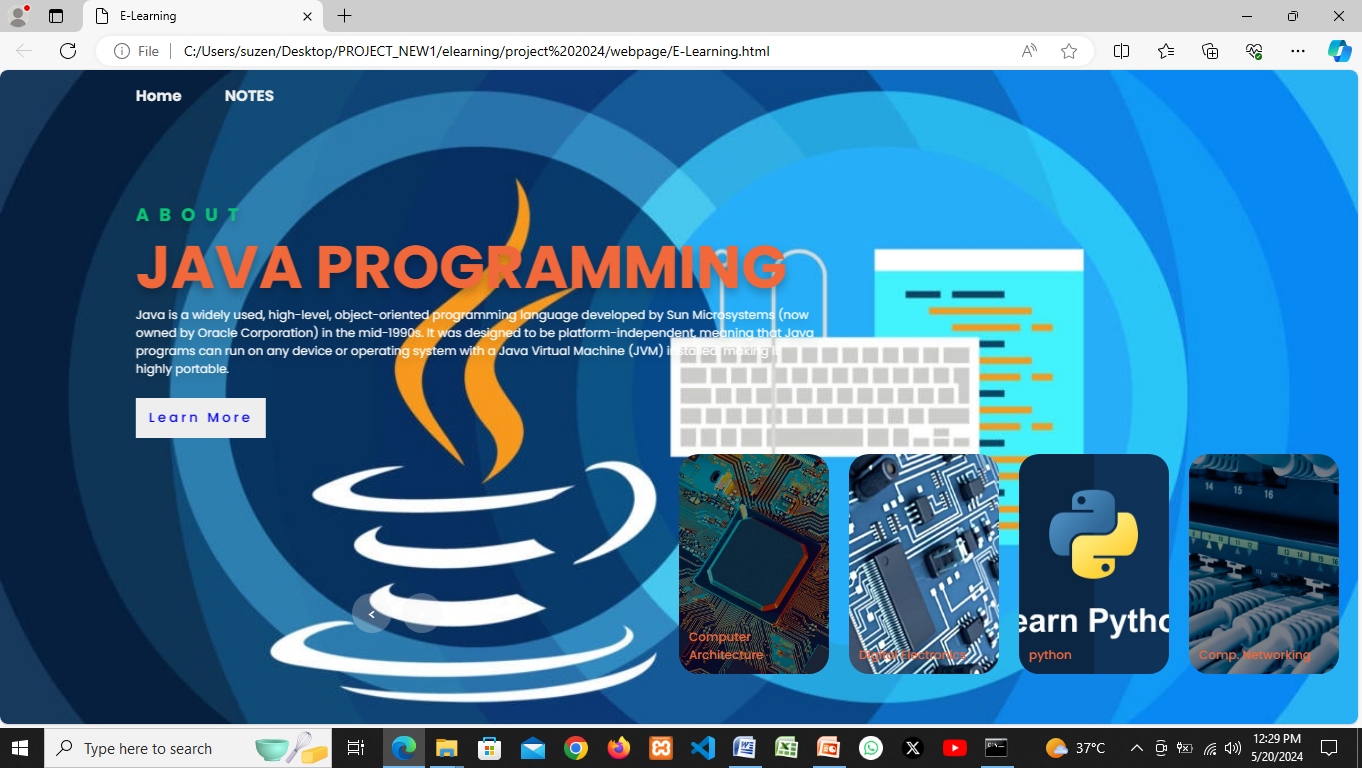 E-Learning
File
C:/Users/suzen/Desktop/PROJECT_NEW1/elearning/project%202024/webpage/E-Learning.html
Home NOTES
ABOUT
JAVA PROGRAMMING
Java is a widely used, high-level, object-oriented programming language developed by Sun Microsystems (now
owned by Oracle Corporation) in the mid-1990s. It was designed to be platform-independent, meaning that Java
programs can run on any device or operating system with a Java Virtual Machine (JVM) installed, making it
highly portable.
Learn More
<
Computer
Architecture
Digital Electronics
earn Pytho
python
14 15 16
Comp. Networking
Type here to search
37°C
12:29 PM
5/20/2024